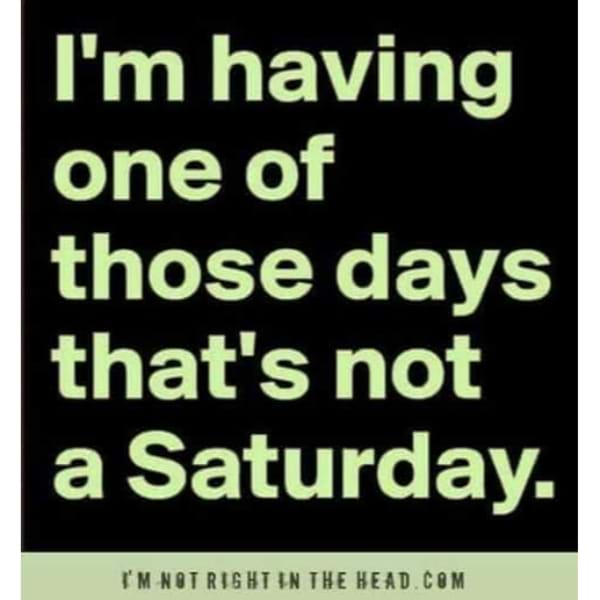 I'm having
one of
those days
that's not
a Saturday.
I'M NOT RIGHT IN THE HEAD.COM